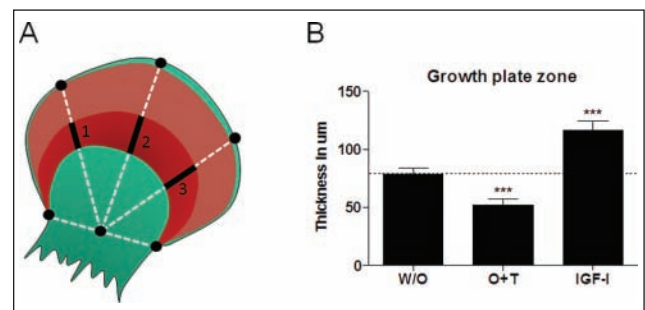 A
1
2
3
B
Growth plate zone
Thickness in um
150
100
50
0
***
***
W/O
O+T
IGF-I